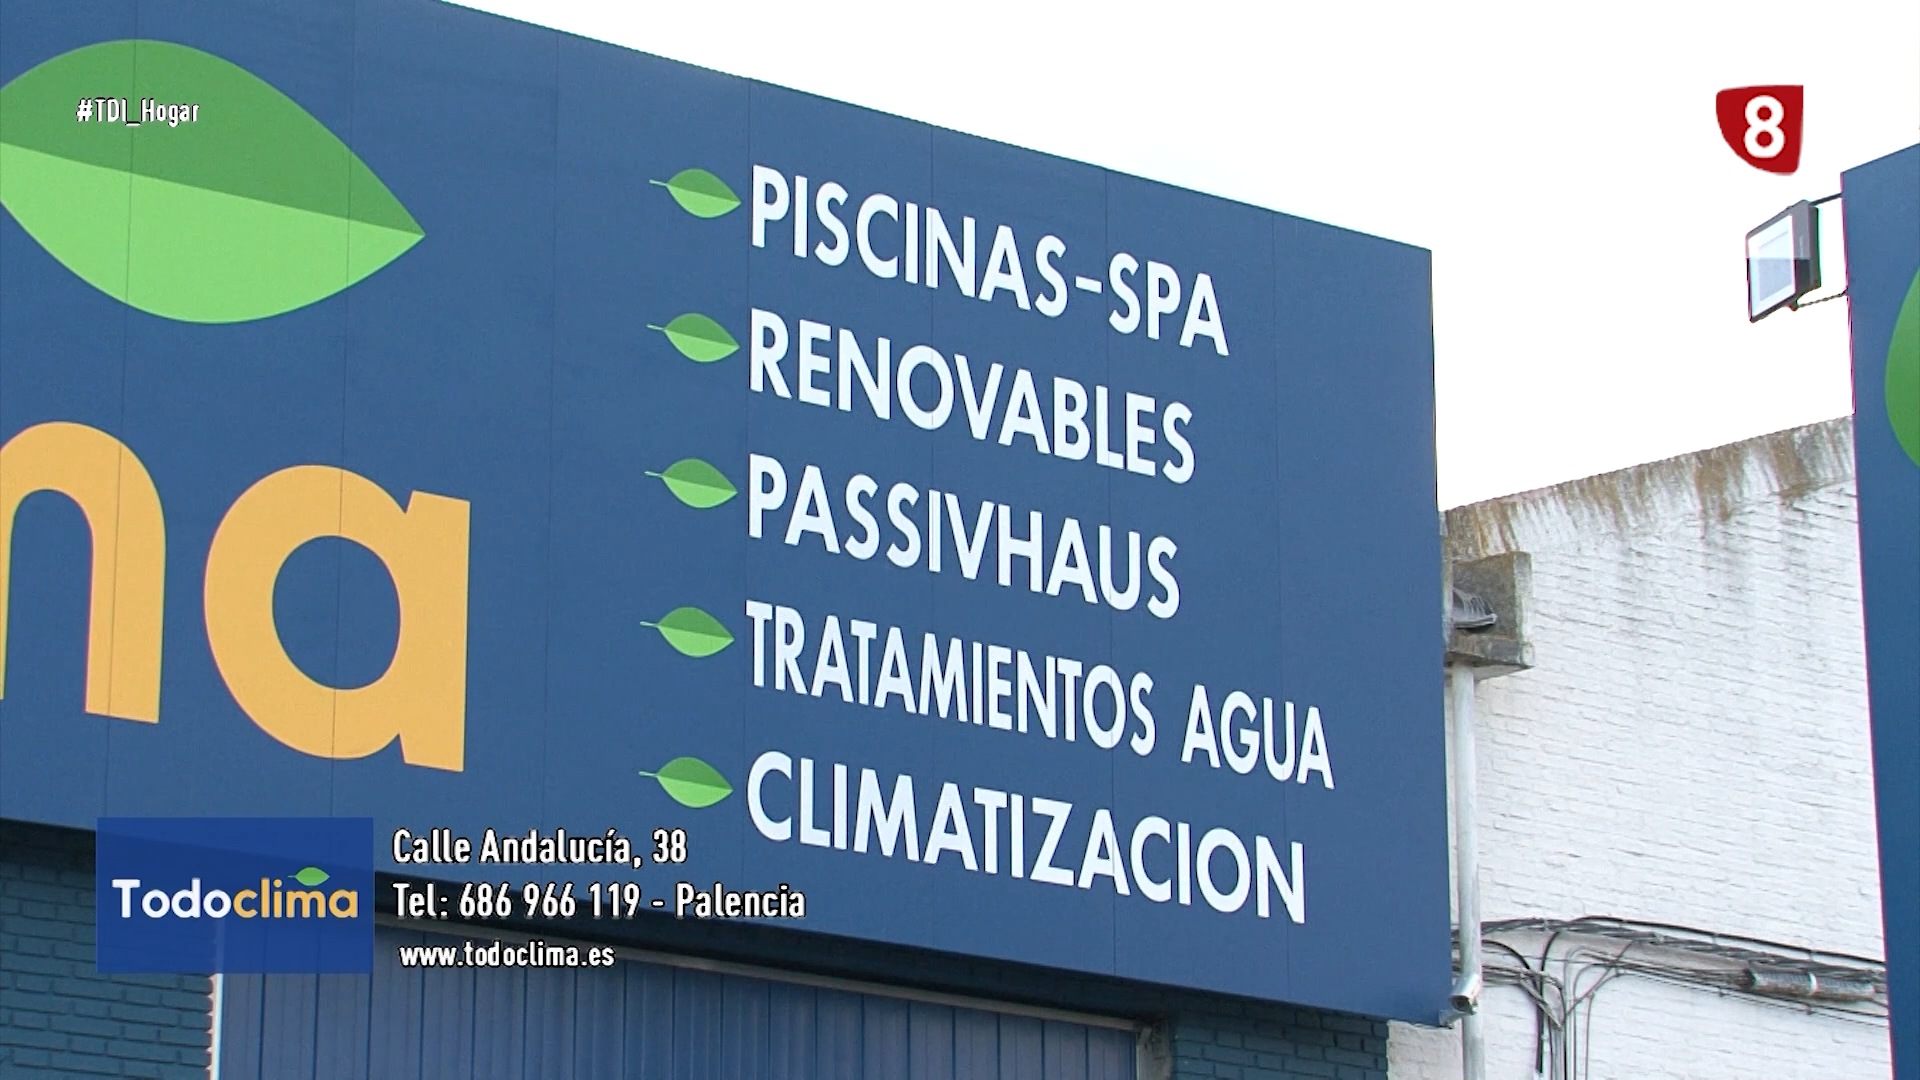 #TDI_Hogar
8
PISCINAS-SPA
RENOVABLES
PASSIVHAUS
TRATAMIENTOS AGUA
CLIMATIZACION
ma
Todoclima
Calle Andalucía, 38
Tel: 686 966 119 - Palencia
www.todoclima.es